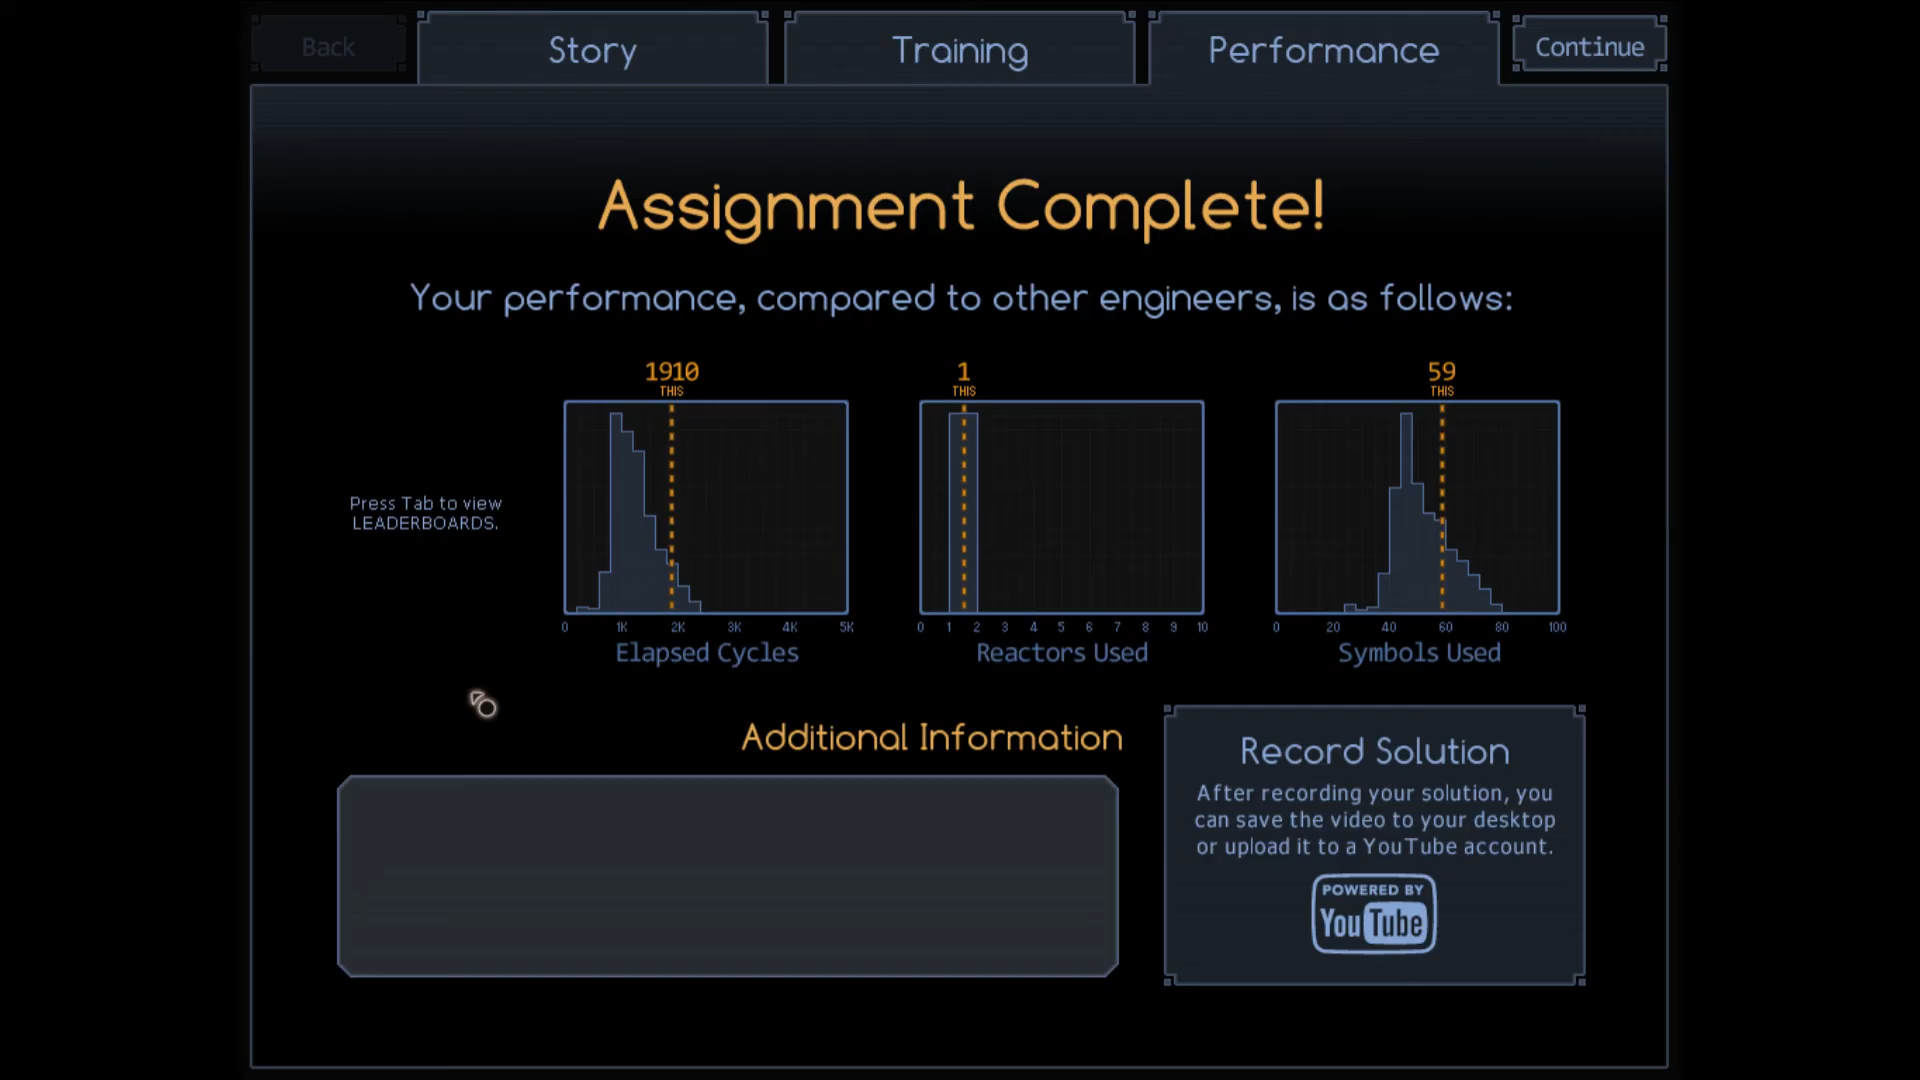 Back
Story
Training
Performance
Continue
Assignment Complete!
Your performance, compared to other engineers, is as follows:
1910
THIS
1
THIS
59
THIS
Press Tab to view
LEADERBOARDS.
0 1K 2K 3K 4K 5K
0 1 2 3 4 5 6 7 8 9 10
0 20 40 60 80 100
Elapsed Cycles
Reactors Used
Symbols Used
Additional Information
Record Solution
After recording your solution, you
can save the video to your desktop
or upload it to a YouTube account.
POWERED BY
YouTube